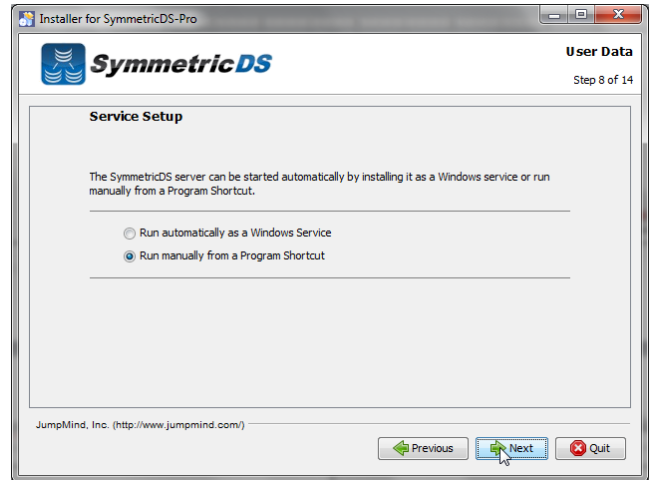 Installer for SymmetricDS-Pro
SymmetricDS
User Data
Step 8 of 14
Service Setup
The SymmetricDS server can be started automatically by installing it as a Windows service or run
manually from a Program Shortcut.
Run automatically as a Windows Service
Run manually from a Program Shortcut
JumpMind, Inc. (http://www.jumpmind.com/)
Previous Next Quit